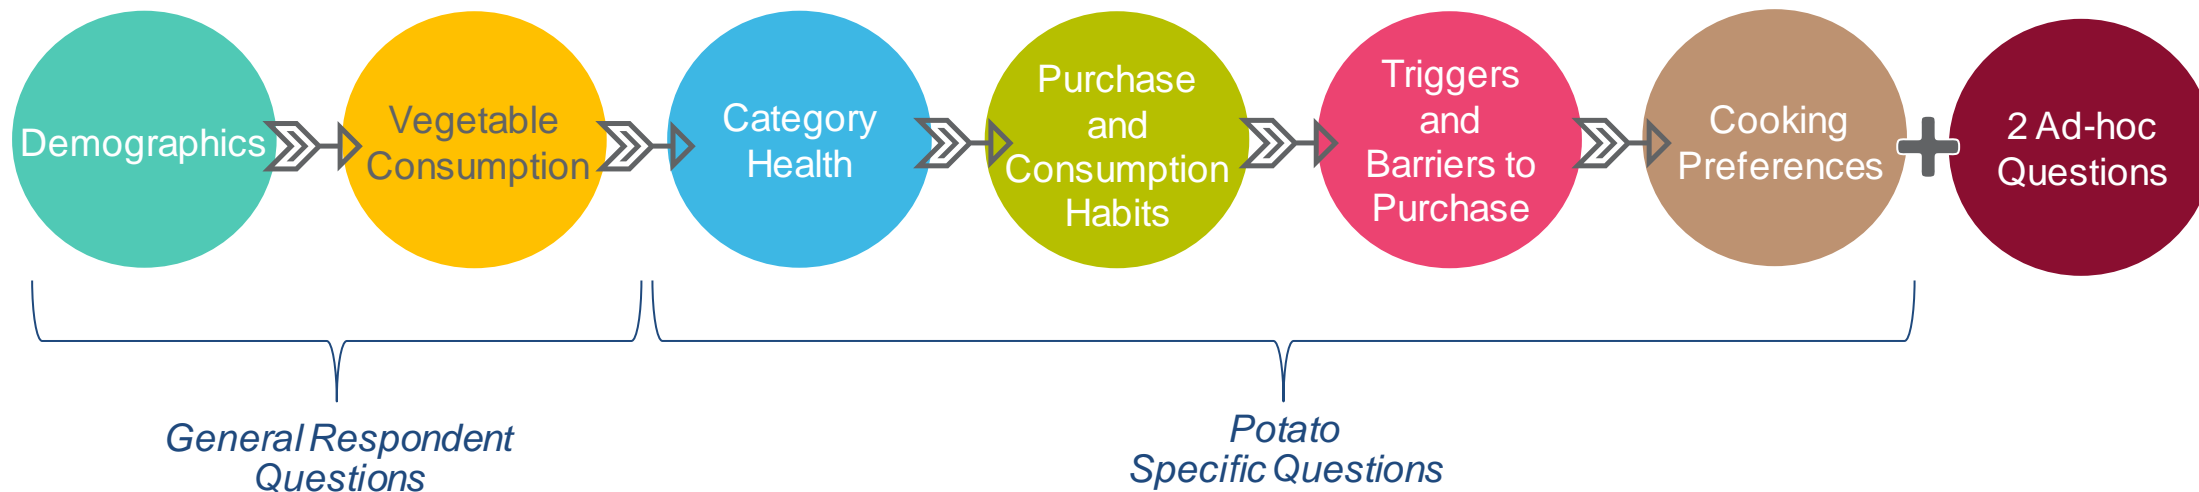 Demographics
Vegetable
Consumption
Category
Health
Purchase
and
Consumption
Habits
Triggers
and
Barriers to
Purchase
Cooking
Preferences
2 Ad-hoc
Questions
General Respondent
Questions
Potato
Specific Questions